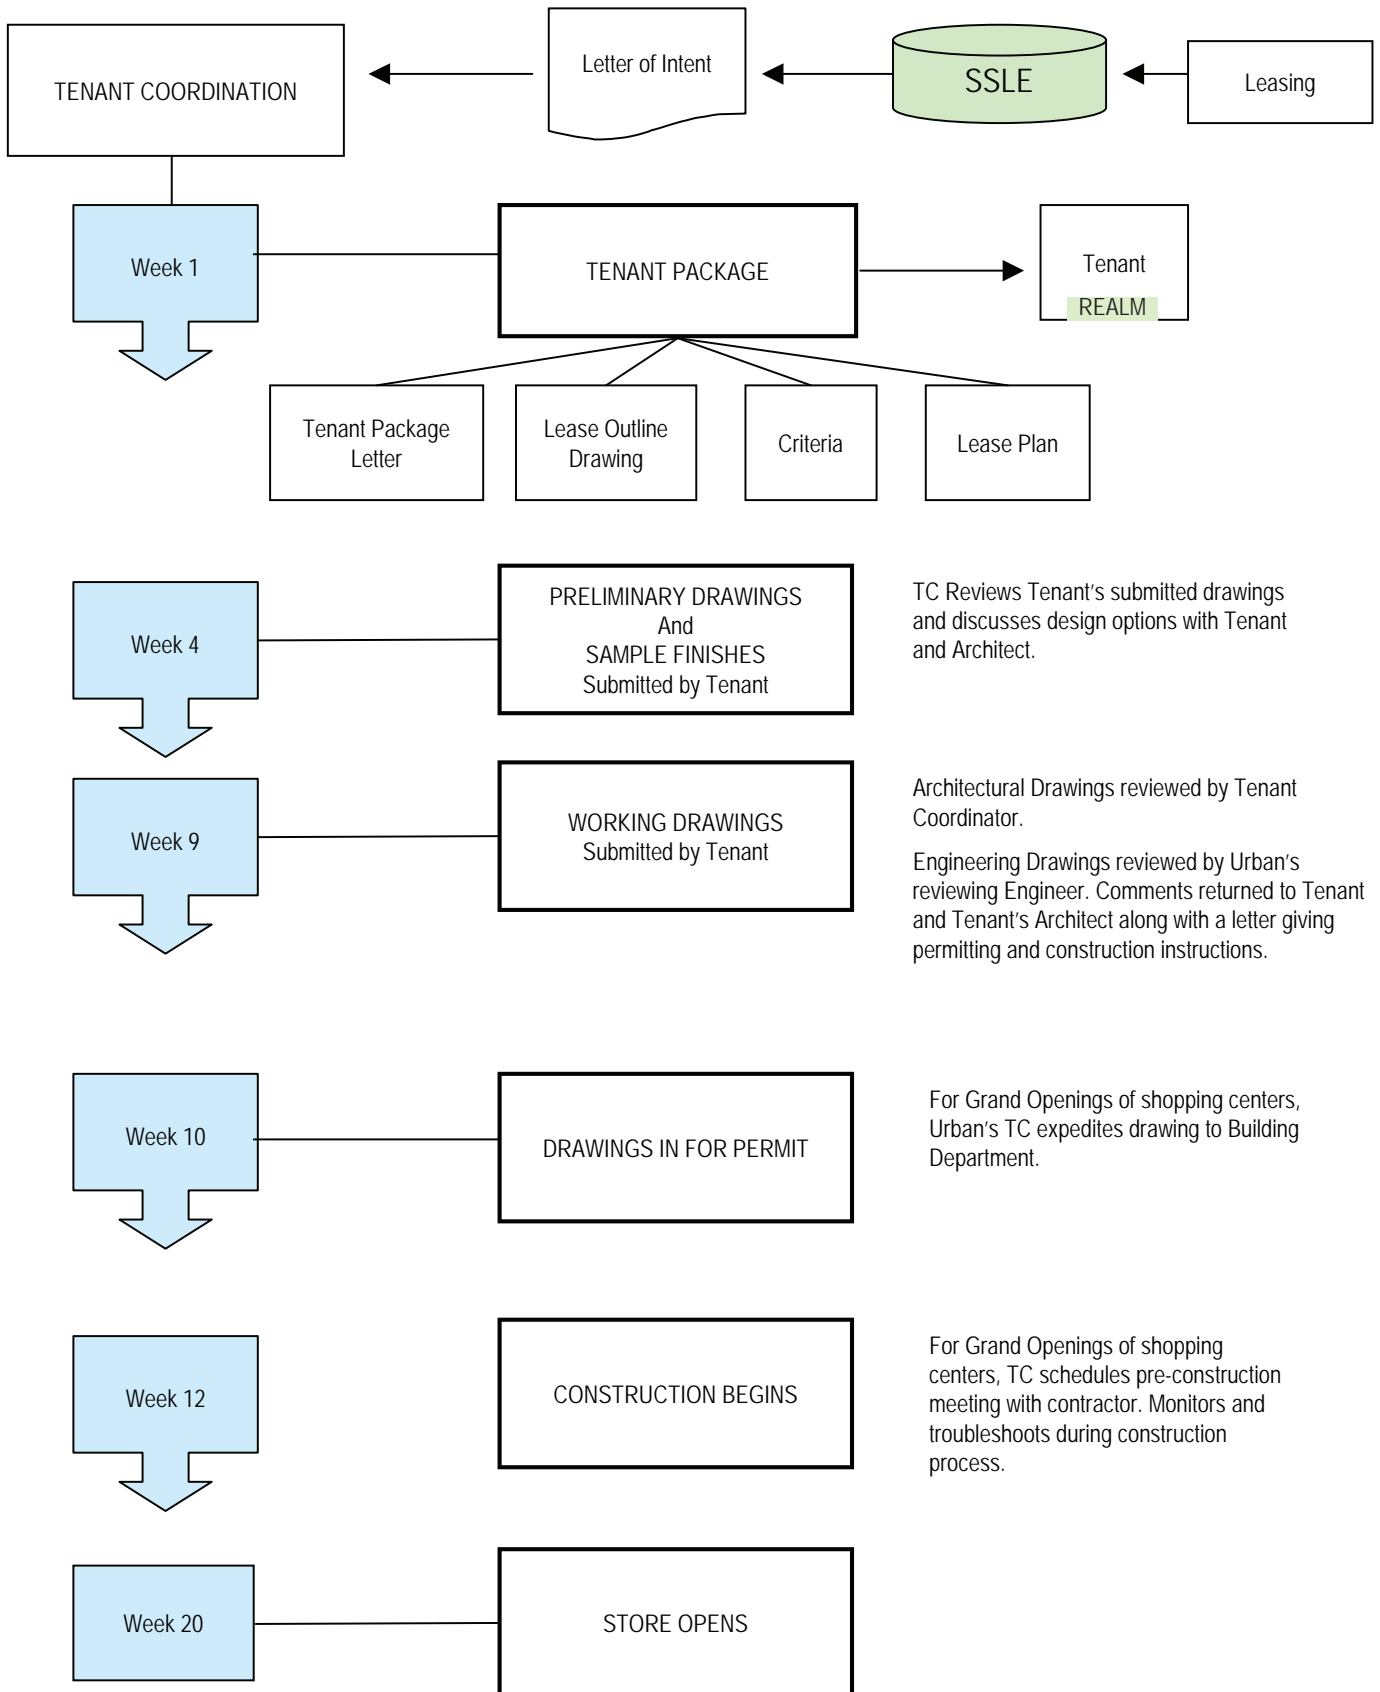 TENANT COORDINATION
Letter of Intent
SSLE
Leasing
Week 1
TENANT PACKAGE
Tenant
REALM
Tenant Package
Letter
Lease Outline
Drawing
Criteria
Lease Plan
Week 4
PRELIMINARY DRAWINGS
And
SAMPLE FINISHES
Submitted by Tenant
TC Reviews Tenant's submitted drawings
and discusses design options with Tenant
and Architect.
Week 9
WORKING DRAWINGS
Submitted by Tenant
Architectural Drawings reviewed by Tenant
Coordinator.
Engineering Drawings reviewed by Urban's
reviewing Engineer. Comments returned to Tenant
and Tenant's Architect along with a letter giving
permitting and construction instructions.
Week 10
DRAWINGS IN FOR PERMIT
For Grand Openings of shopping centers,
Urban's TC expedites drawing to Building
Department.
Week 12
CONSTRUCTION BEGINS
For Grand Openings of shopping
centers, TC schedules pre-construction
meeting with contractor. Monitors and
troubleshoots during construction
process.
Week 20
STORE OPENS